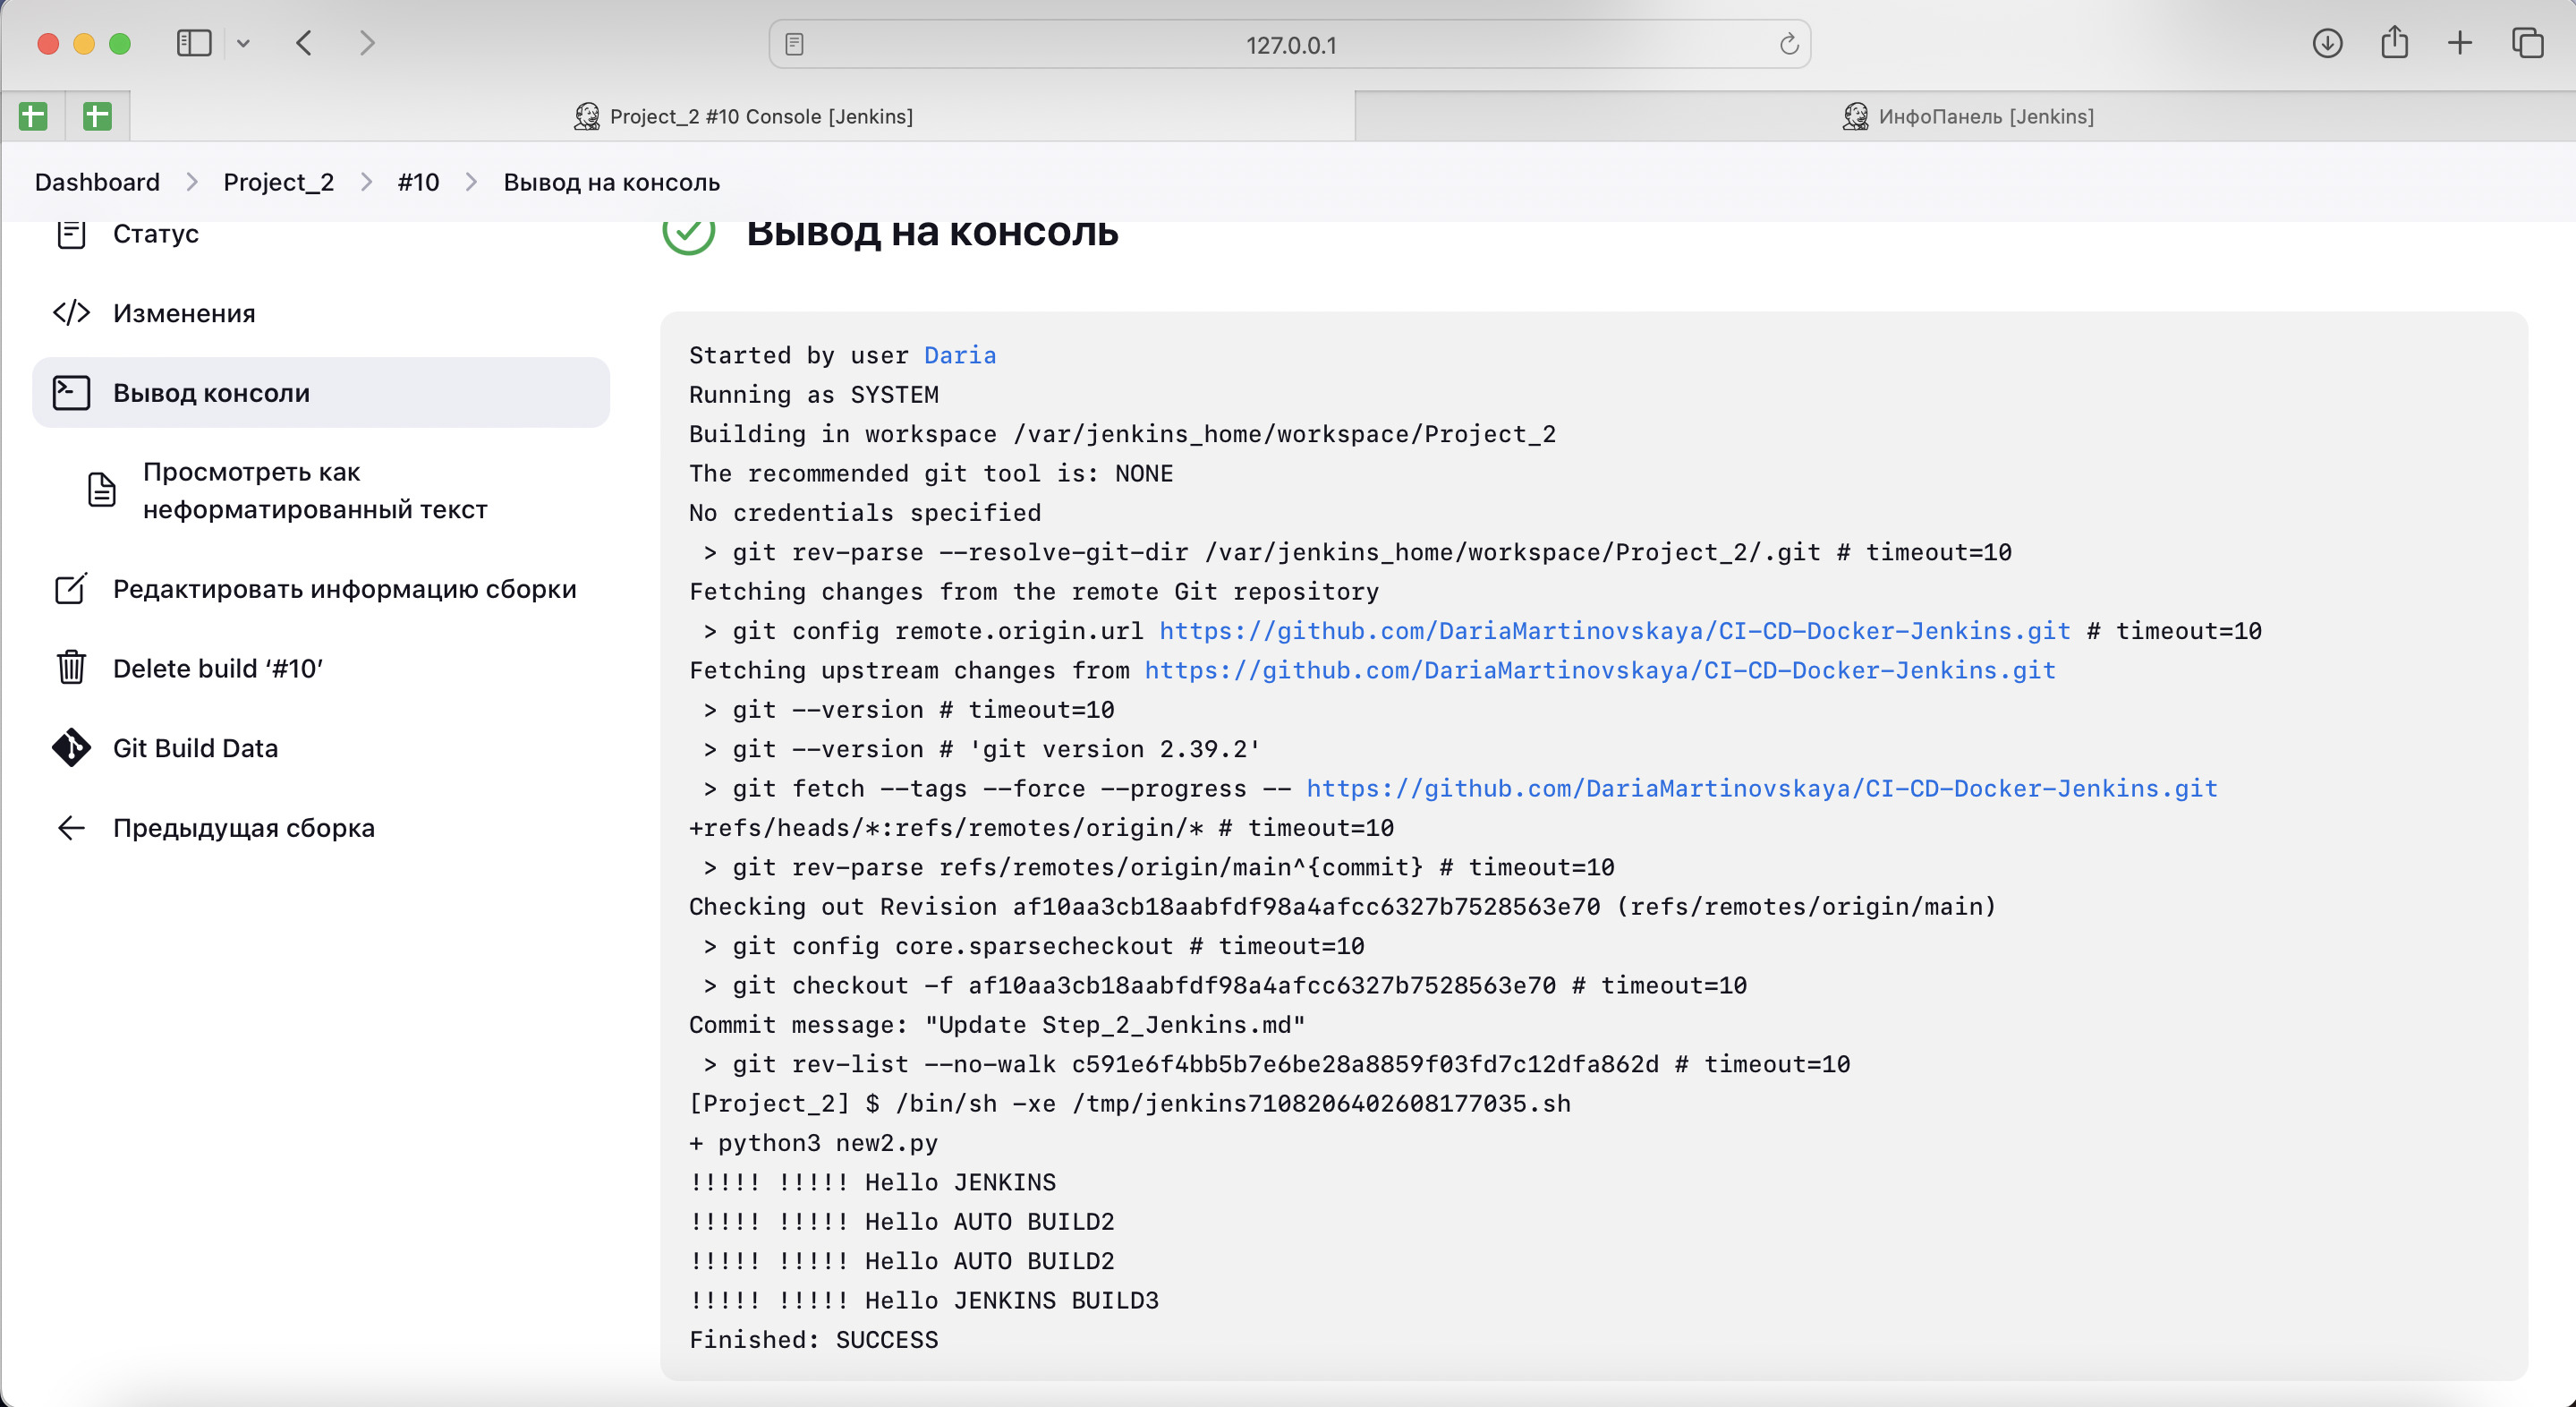 127.0.0.1
Project_2 #10 Console [Jenkins]
ИнфоПанель [Jenkins]
Dashboard > Project_2 > #10 > Вывод на консоль
Статус
Изменения
Вывод консоли
Просмотреть как
неформатированный текст
Редактировать информацию сборки
Delete build ‘#10’
Git Build Data
Предыдущая сборка
Вывод на консоль
Started by user Daria
Running as SYSTEM
Building in workspace /var/jenkins_home/workspace/Project_2
The recommended git tool is: NONE
No credentials specified
 > git rev-parse --resolve-git-dir /var/jenkins_home/workspace/Project_2/.git # timeout=10
Fetching changes from the remote Git repository
 > git config remote.origin.url https://github.com/DariaMartinovskaya/CI-CD-Docker-Jenkins.git # timeout=10
Fetching upstream changes from https://github.com/DariaMartinovskaya/CI-CD-Docker-Jenkins.git
 > git --version # timeout=10
 > git --version # 'git version 2.39.2'
 > git fetch --tags --force --progress -- https://github.com/DariaMartinovskaya/CI-CD-Docker-Jenkins.git
+refs/heads/*:refs/remotes/origin/* # timeout=10
 > git rev-parse refs/remotes/origin/main^{commit} # timeout=10
Checking out Revision af10aa3cb18aabfdf98a4afcc6327b7528563e70 (refs/remotes/origin/main)
 > git config core.sparsecheckout # timeout=10
 > git checkout -f af10aa3cb18aabfdf98a4afcc6327b7528563e70 # timeout=10
Commit message: "Update Step_2_Jenkins.md"
 > git rev-list --no-walk c591e6f4bb5b7e6be28a8859f03fd7c12dfa862d # timeout=10
[Project_2] $ /bin/sh -xe /tmp/jenkins7108206402608177035.sh
+ python3 new2.py
!!!!! !!!!! Hello JENKINS
!!!!! !!!!! Hello AUTO BUILD2
!!!!! !!!!! Hello AUTO BUILD2
!!!!! !!!!! Hello JENKINS BUILD3
Finished: SUCCESS